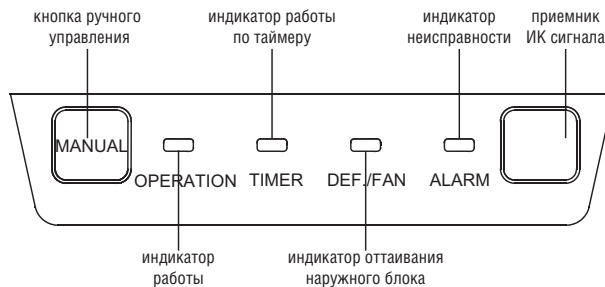 кнопка ручного
управления
индикатор работы
по таймеру
индикатор
неисправности
приемник
ИК сигнала
MANUAL
OPERATION
TIMER
DEF./FAN
ALARM
индикатор
работы
индикатор оттаивания
наружного блока